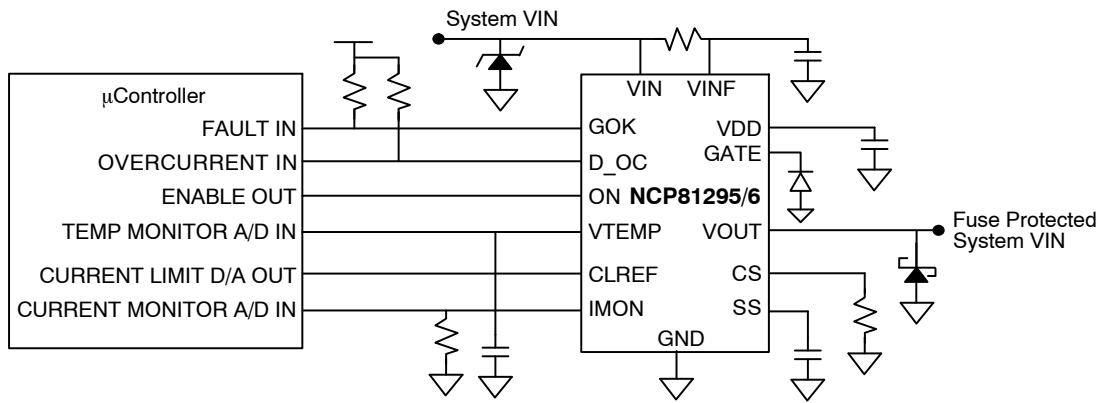 System VIN
µController
FAULT IN
OVERCURRENT IN
ENABLE OUT
TEMP MONITOR A/D IN
CURRENT LIMIT D/A OUT
CURRENT MONITOR A/D IN
VIN VINF
GOK
D_OC
ON NCP81295/6
VTEMP
CLREF
IMON
VDD
GATE
VOUT
CS
SS
GND
Fuse Protected
System VIN